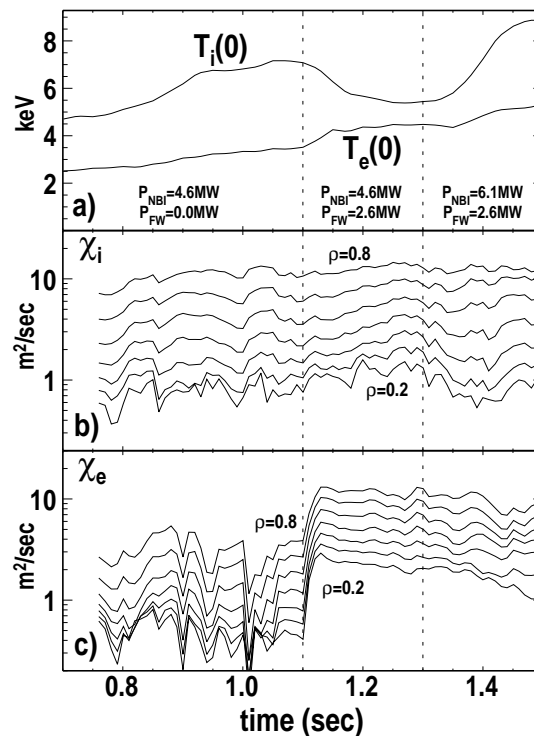 8
6
4
2
keV
T_i(0)
T_e(0)
P_NBI=4.6MW
P_FW=0.0MW
P_NBI=4.6MW
P_FW=2.6MW
P_NBI=6.1MW
P_FW=2.6MW
a)
χ_i
ρ=0.8
10
1
m²/sec
ρ=0.2
b)
χ_e
10
1
m²/sec
ρ=0.8
ρ=0.2
c)
0.8 1.0 1.2 1.4
time (sec)